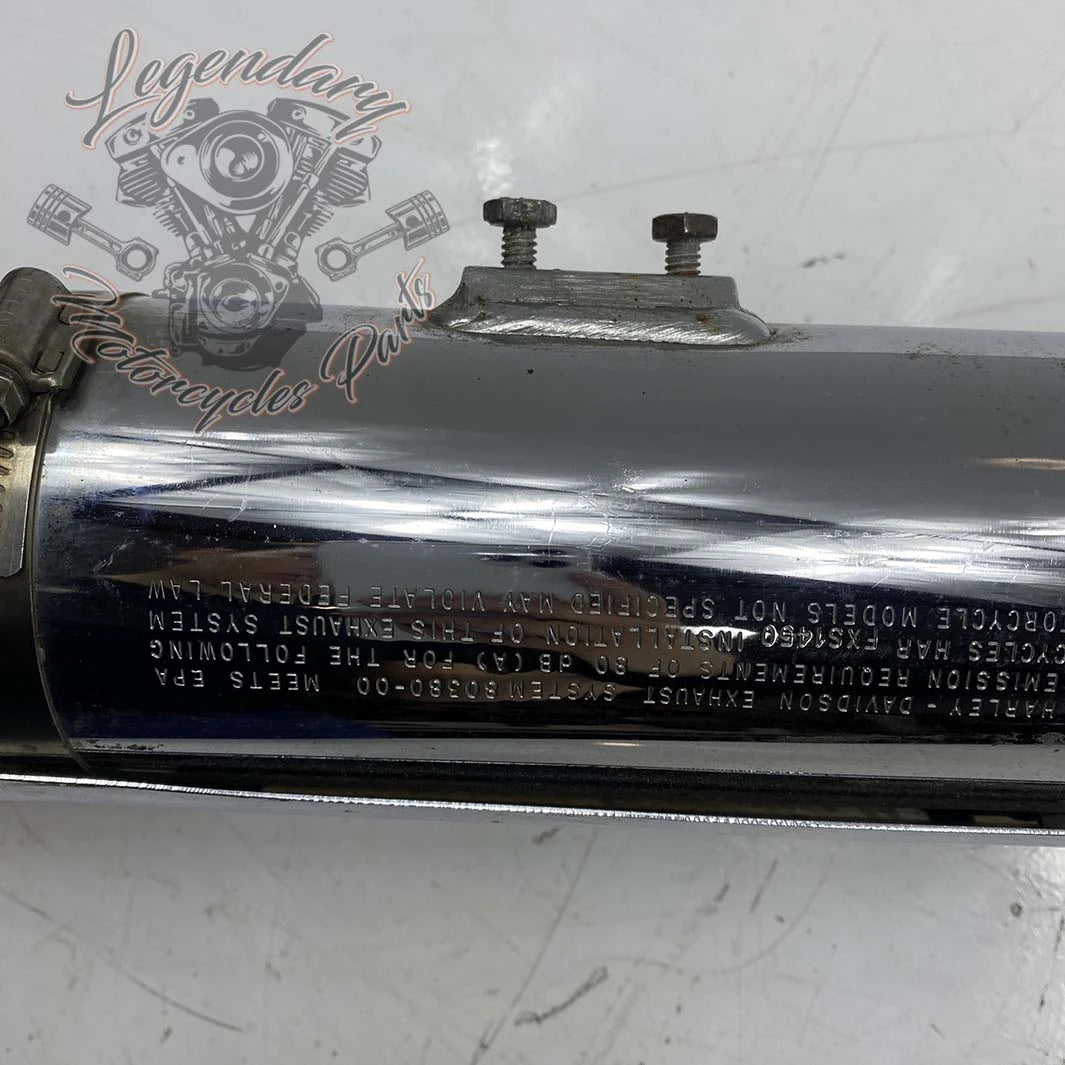 Legendary
Motorcycles Parts
HARLEY - DAVIDSON EXHAUST SYSTEM 80380-00 MEETS EPA
EMISSION REQUIREMENTS OF 80 dB (A) FOR THE FOLLOWING
CYCLES HAR FXS1450 INSTALLATION OF THIS EXHAUST SYSTEM
ORCYCLE MODELS NOT SPECIFIED MAY VIOLATE FEDERAL LAW